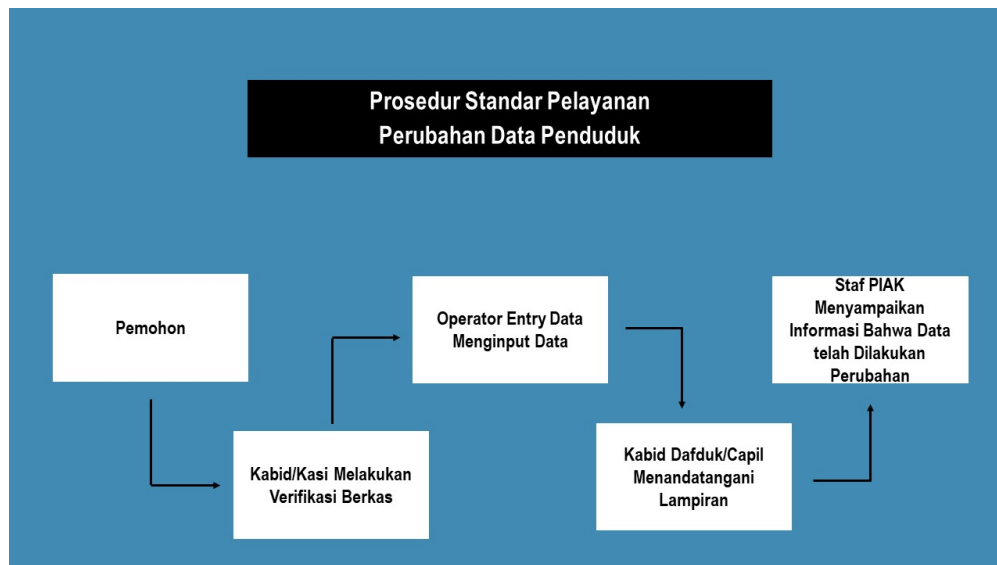 Prosedur Standar Pelayanan
Perubahan Data Penduduk
Pemohon
Kabid/Kasi Melakukan
Verifikasi Berkas
Operator Entry Data
Menginput Data
Kabid Dafduk/Capil
Menandatangani
Lampiran
Staf PIAK
Menyampaikan
Informasi Bahwa Data
telah Dilakukan
Perubahan